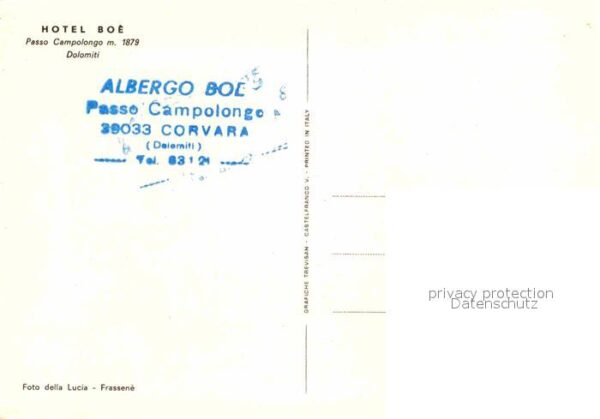 HOTEL BOÈ
Passo Campolongo m. 1879
Dolomiti
ALBERGO BOE
Passo Campolongo
39033 CORVARA
(Dolomiti)
Tel. 83121
GRAFICHE TREVISAN - CASTELFRANCO V. - PRINTED IN ITALY
privacy protection
Datenschutz
Foto della Lucia - Frassenè